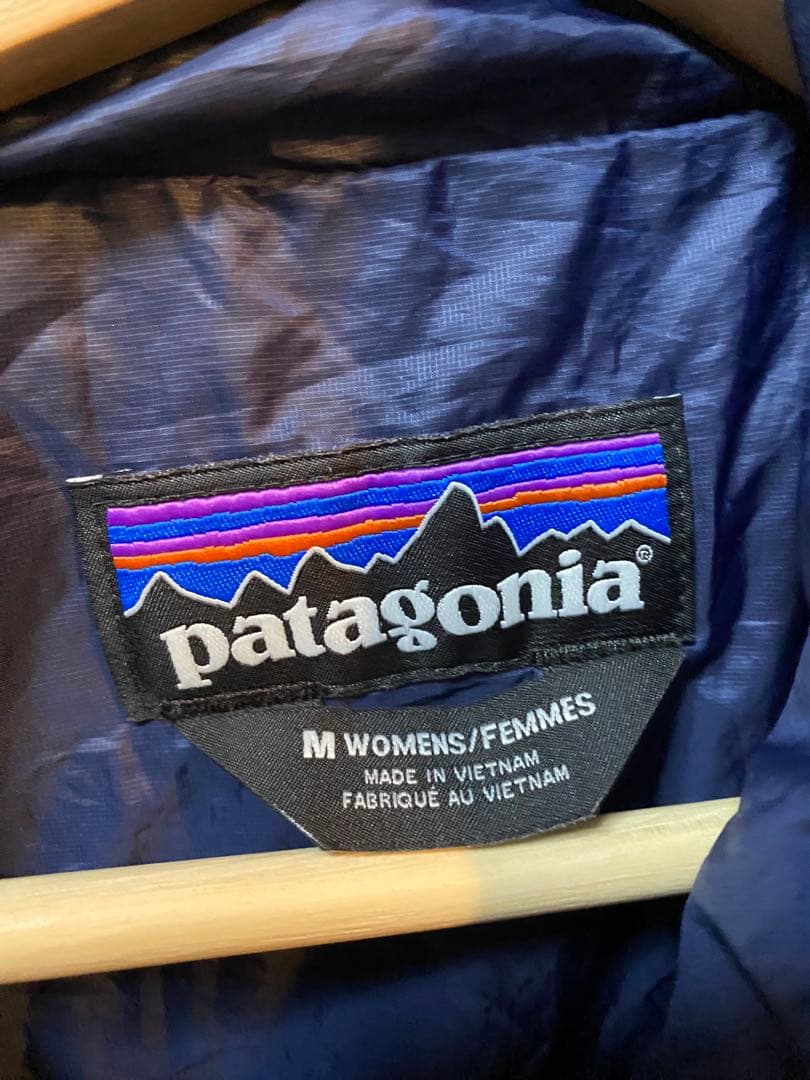 patagonia®
M WOMENS/FEMMES
MADE IN VIETNAM
FABRIQUÉ AU VIETNAM